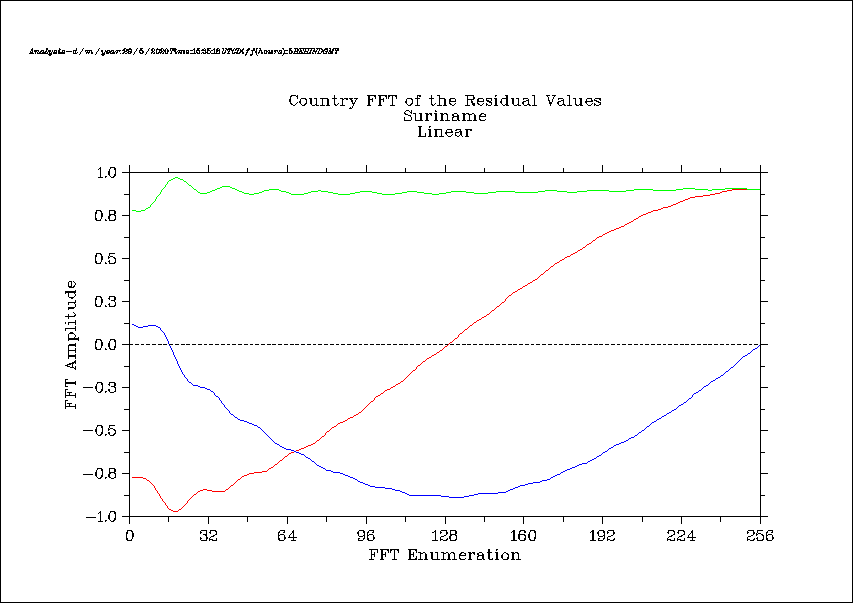 Country FFT of the Residual Values
Suriname
Linear
1.0
0.8
0.5
0.3
0.0
-0.3
-0.5
-0.8
-1.0
FFT Amplitude
0 32 64 96 128 160 192 224 256
FFT Enumeration